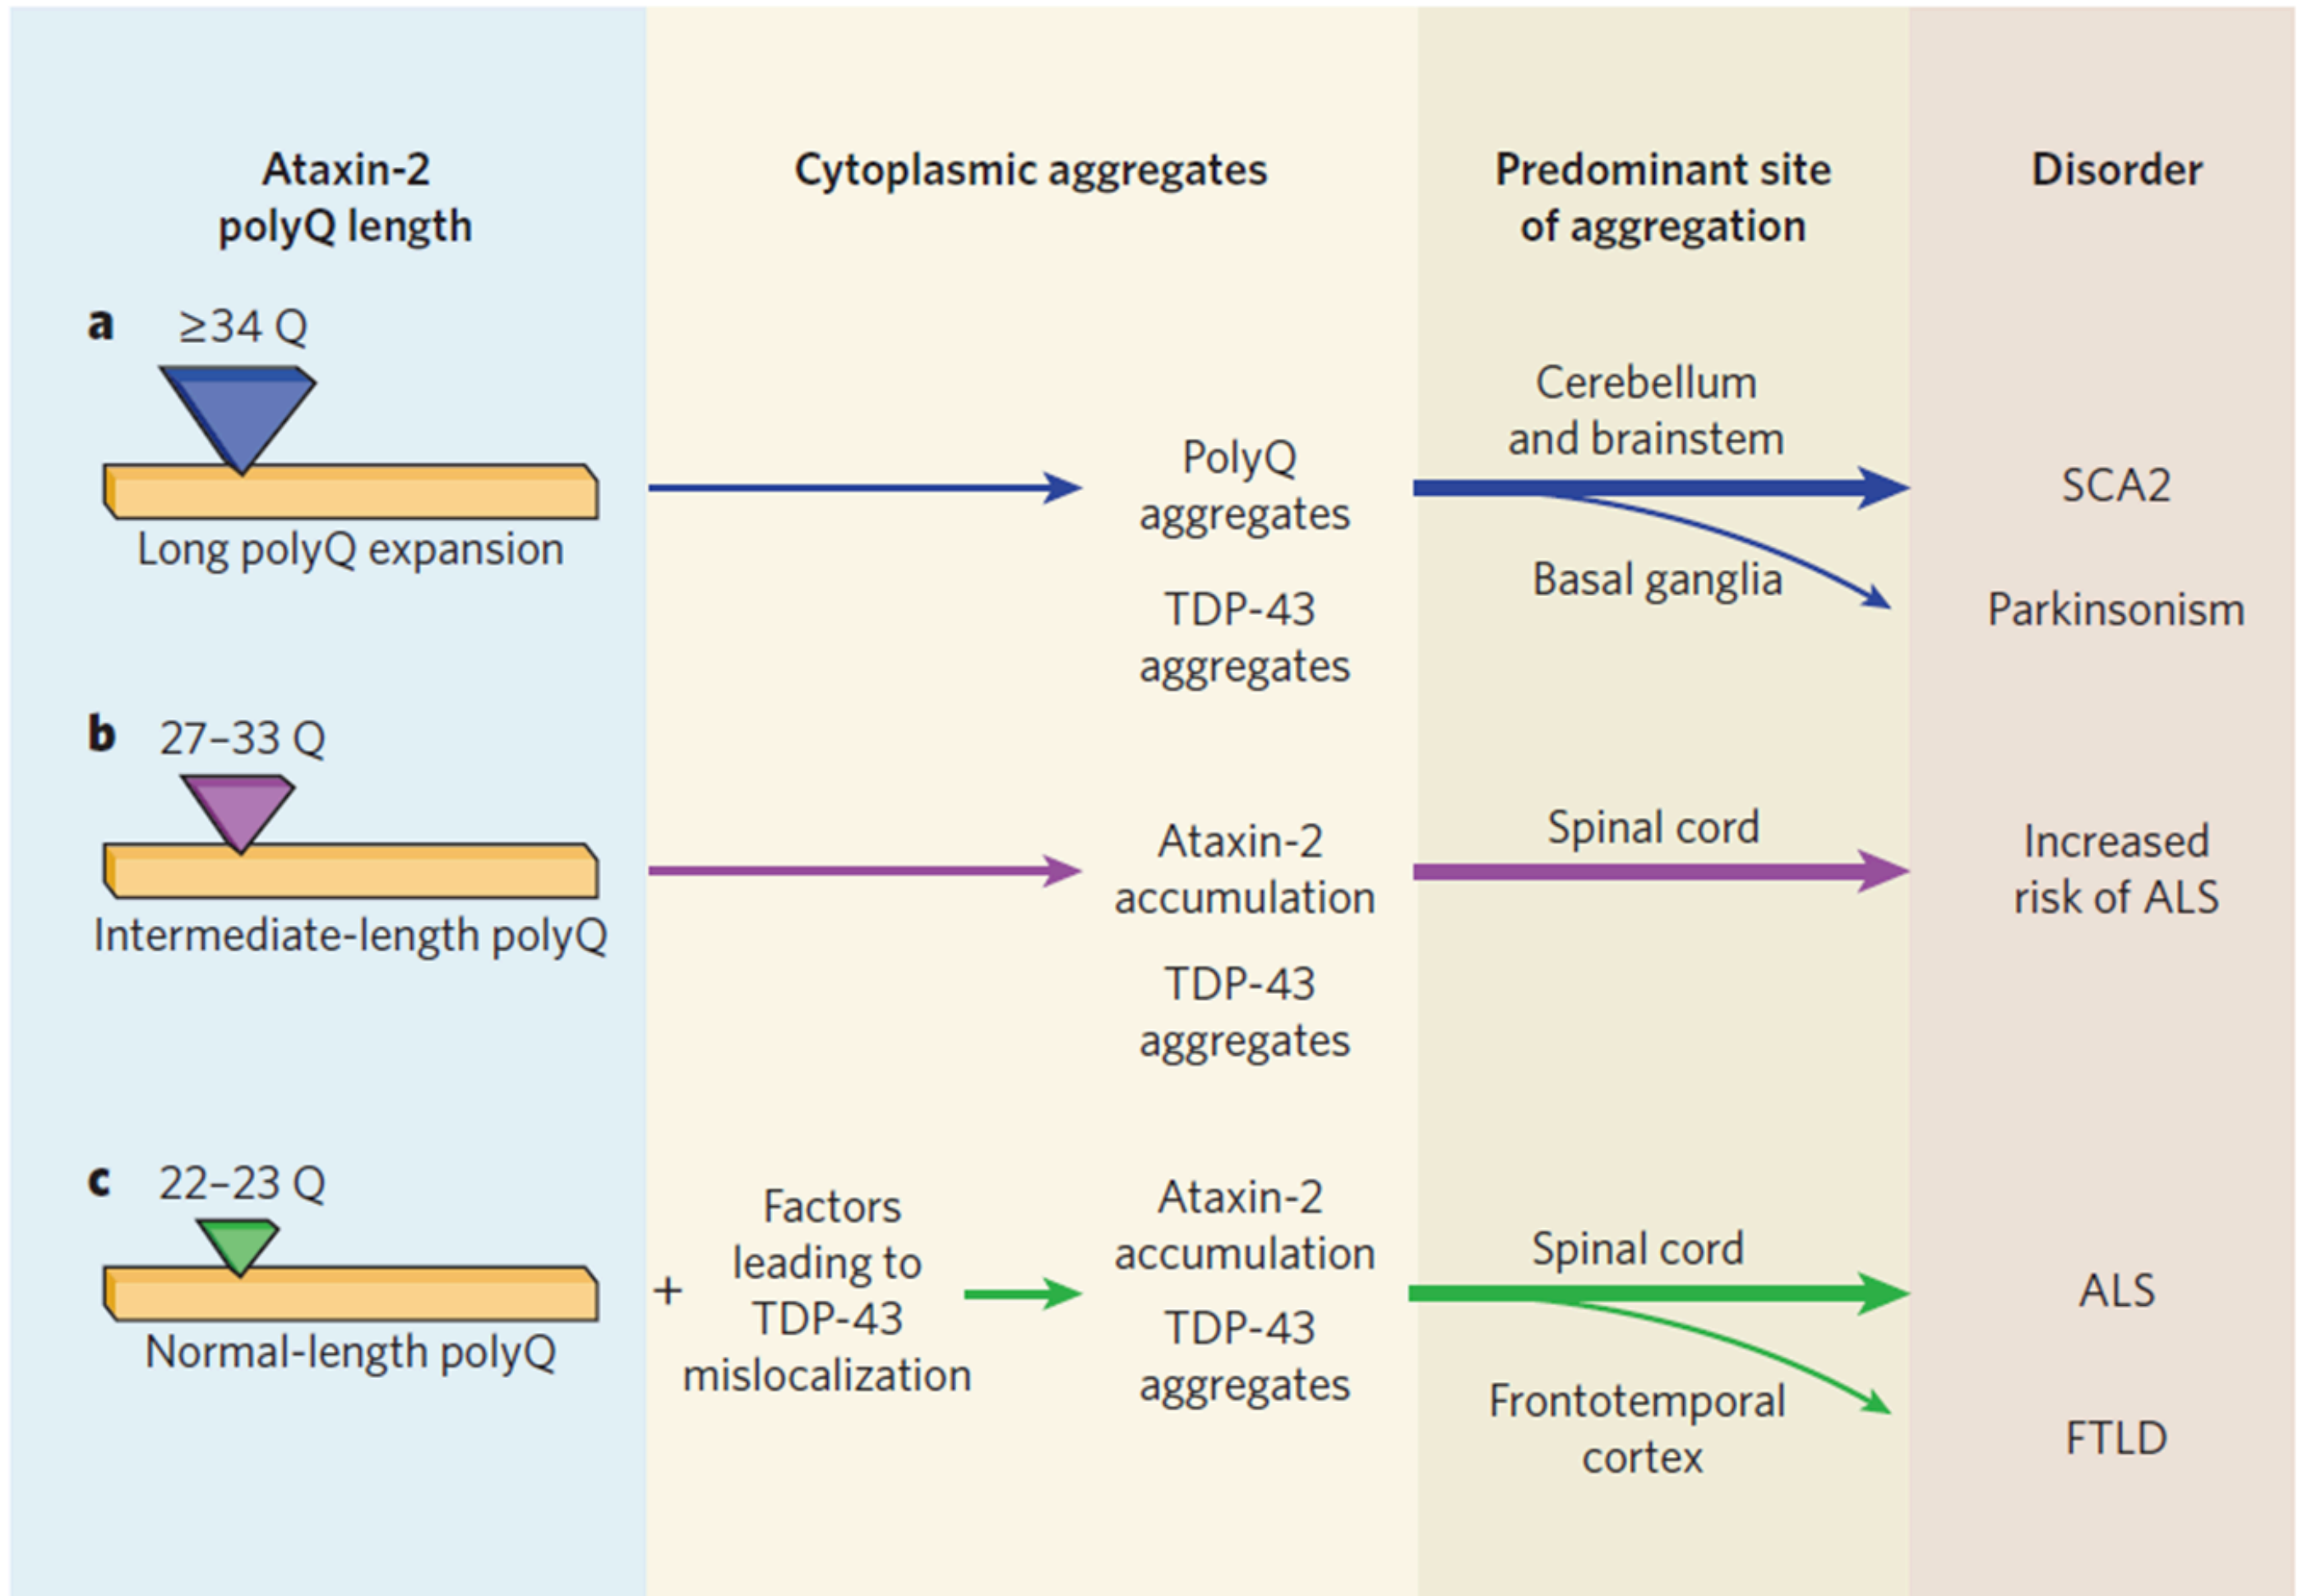 Ataxin-2
polyQ length
Cytoplasmic aggregates
Predominant site
of aggregation
Disorder
a ≥34 Q
Long polyQ expansion
PolyQ
aggregates
TDP-43
aggregates
Cerebellum
and brainstem
Basal ganglia
SCA2
Parkinsonism
b 27–33 Q
Intermediate-length polyQ
Ataxin-2
accumulation
TDP-43
aggregates
Spinal cord
Increased
risk of ALS
c 22–23 Q
Normal-length polyQ
+
Factors
leading to
TDP-43
mislocalization
Ataxin-2
accumulation
TDP-43
aggregates
Spinal cord
Frontotemporal
cortex
ALS
FTLD